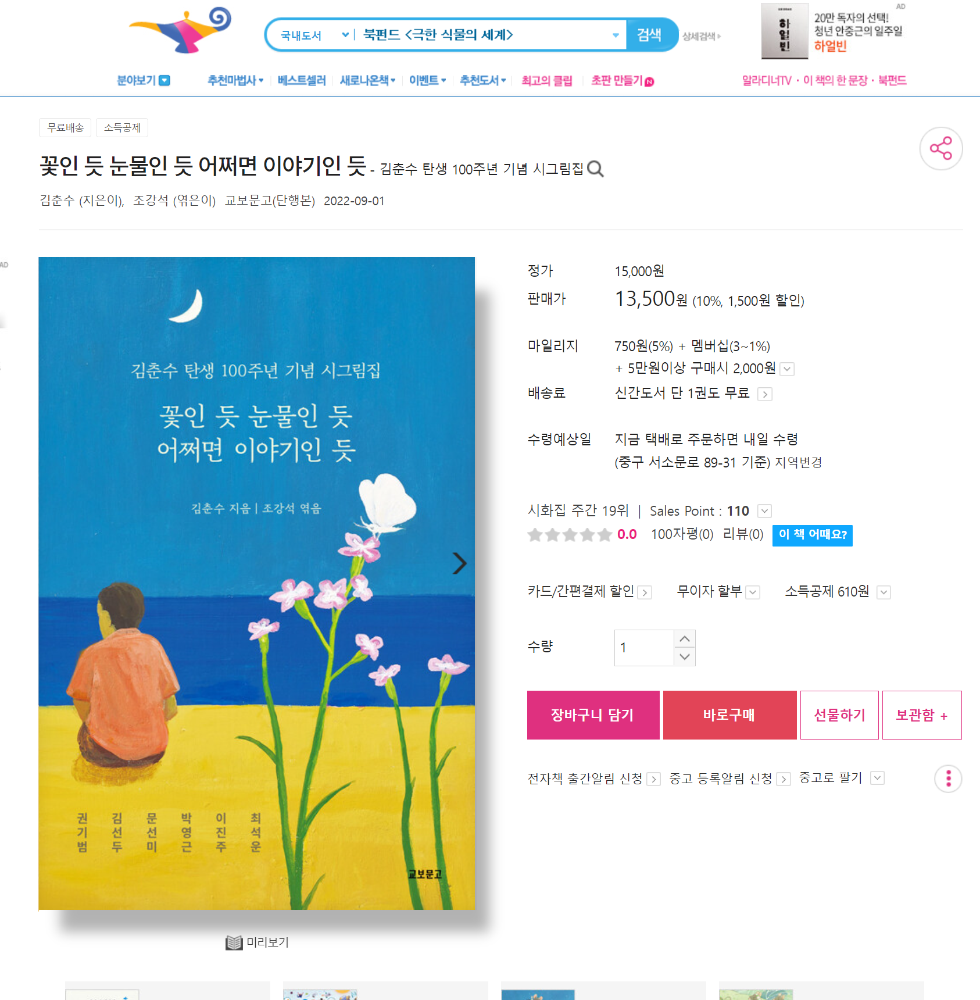 국내도서
북펀드 <극한 식물의 세계>
검색
상세검색
AD
하얼빈
20만 독자의 선택!
청년 안중근의 일주일
하얼빈
분야보기
추천마법사
베스트셀러
새로나온책
이벤트
추천도서
최고의 클럽
초판 만들기 N
알라디너TV · 이 책의 한 문장 · 북펀드
무료배송
소득공제
꽃인 듯 눈물인 듯 어쩌면 이야기인 듯 - 김춘수 탄생 100주년 기념 시그림집
김춘수 (지은이), 조강석 (엮은이) 교보문고(단행본) 2022-09-01
AD
김춘수 탄생 100주년 기념 시그림집
꽃인 듯 눈물인 듯
어쩌면 이야기인 듯
김춘수 지음 | 조강석 엮음
권기범
김선두
문선미
박영근
이진주
최석운
교보문고
미리보기
정가 15,000원
판매가 13,500원 (10%, 1,500원 할인)
마일리지 750원(5%) + 멤버십(3~1%)
+ 5만원이상 구매시 2,000원
배송료 신간도서 단 1권도 무료
수령예상일 지금 택배로 주문하면 내일 수령
(중구 서소문로 89-31 기준) 지역변경
시화집 주간 19위 | Sales Point : 110
0.0 100자평(0) 리뷰(0) 이 책 어때요?
카드/간편결제 할인 무이자 할부 소득공제 610원
수량 1
장바구니 담기
바로구매
선물하기
보관함 +
전자책 출간알림 신청 중고 등록알림 신청 중고로 팔기